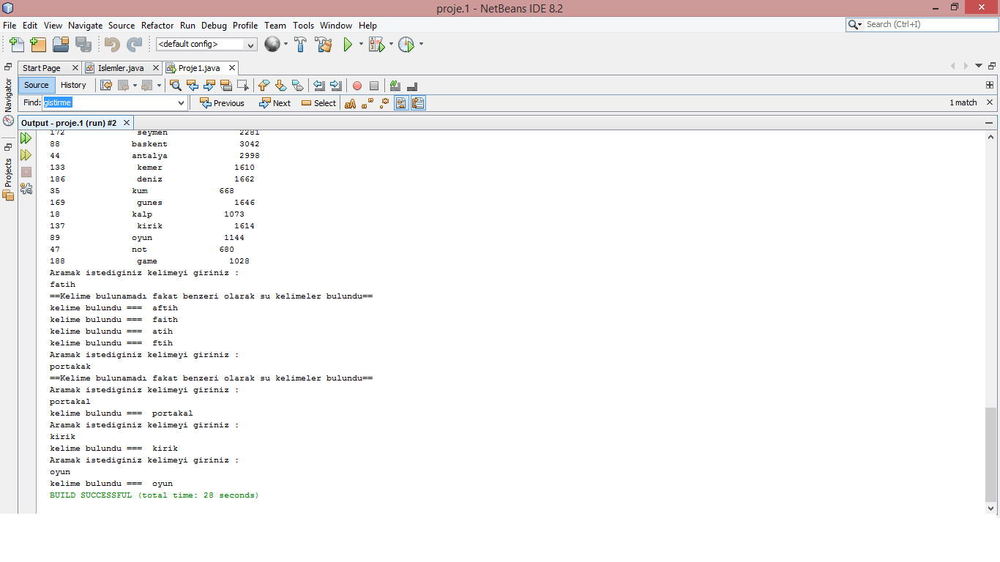 proje.1 - NetBeans IDE 8.2
File Edit View Navigate Source Refactor Run Debug Profile Team Tools Window Help
Search (Ctrl+I)
<default config>
Start Page Islemler.java Proje1.java
Navigator
Projects
Source History
Find: gistirme Previous Next Select 1 match
Output - proje.1 (run) #2
172 seymen 2281
88 baskent 3042
44 antalya 2998
133 kemer 1610
186 deniz 1662
35 kum 668
169 gunes 1646
18 kalp 1073
137 kirik 1614
89 oyun 1144
47 not 680
188 game 1028
Aramak istediginiz kelimeyi giriniz :
fatih
==Kelime bulunamadı fakat benzeri olarak su kelimeler bulundu==
kelime bulundu === aftih
kelime bulundu === faith
kelime bulundu === atih
kelime bulundu === ftih
Aramak istediginiz kelimeyi giriniz :
portakak
==Kelime bulunamadı fakat benzeri olarak su kelimeler bulundu==
Aramak istediginiz kelimeyi giriniz :
portakal
kelime bulundu === portakal
Aramak istediginiz kelimeyi giriniz :
kirik
kelime bulundu === kirik
Aramak istediginiz kelimeyi giriniz :
oyun
kelime bulundu === oyun
BUILD SUCCESSFUL (total time: 28 seconds)